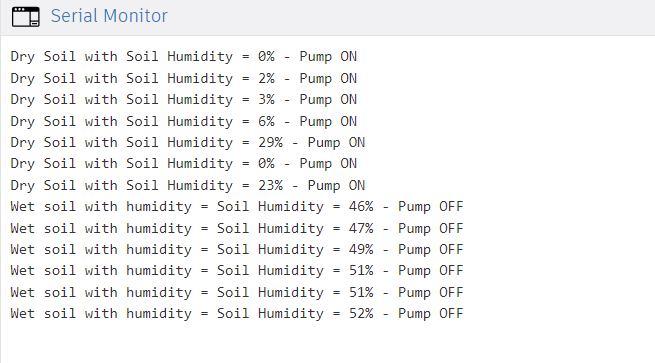 Serial Monitor
Dry Soil with Soil Humidity = 0% - Pump ON
Dry Soil with Soil Humidity = 2% - Pump ON
Dry Soil with Soil Humidity = 3% - Pump ON
Dry Soil with Soil Humidity = 6% - Pump ON
Dry Soil with Soil Humidity = 29% - Pump ON
Dry Soil with Soil Humidity = 0% - Pump ON
Dry Soil with Soil Humidity = 23% - Pump ON
Wet soil with humidity = Soil Humidity = 46% - Pump OFF
Wet soil with humidity = Soil Humidity = 47% - Pump OFF
Wet soil with humidity = Soil Humidity = 49% - Pump OFF
Wet soil with humidity = Soil Humidity = 51% - Pump OFF
Wet soil with humidity = Soil Humidity = 51% - Pump OFF
Wet soil with humidity = Soil Humidity = 52% - Pump OFF